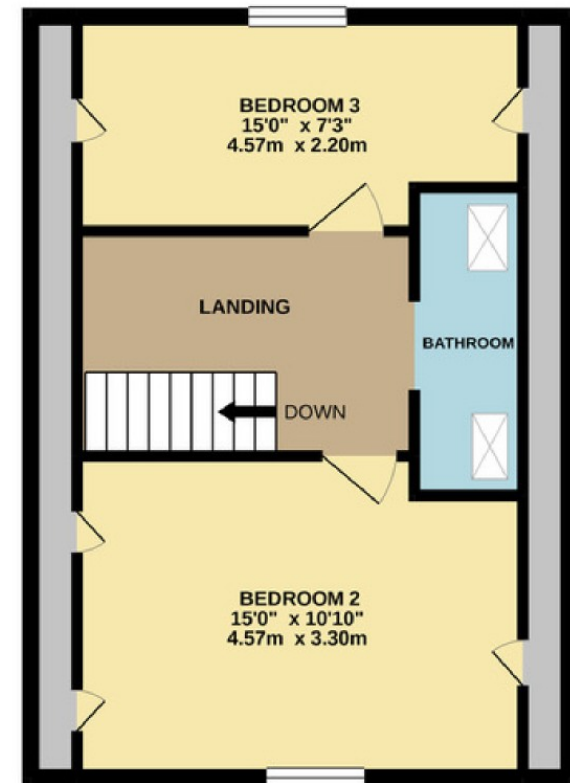 BEDROOM 3
15'0" x 7'3"
4.57m x 2.20m
LANDING
BATHROOM
DOWN
BEDROOM 2
15'0" x 10'10"
4.57m x 3.30m